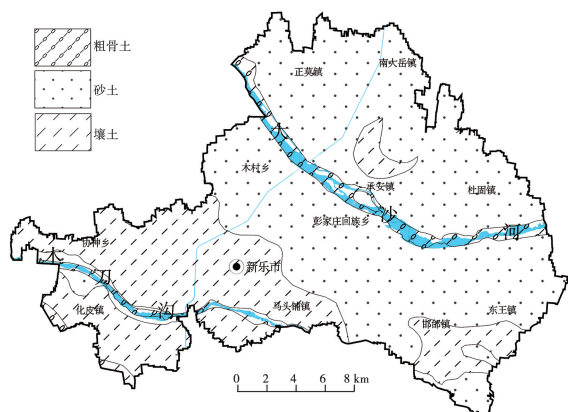 粗骨土
砂土
壤土
正莫镇
南大岳镇
大
木村乡
承安镇
杜固镇
沙
河
彭家庄回族乡
协神乡
木
刀
沟
新乐市
化皮镇
马头铺镇
东王镇
邯邰镇
0 2 4 6 8 km